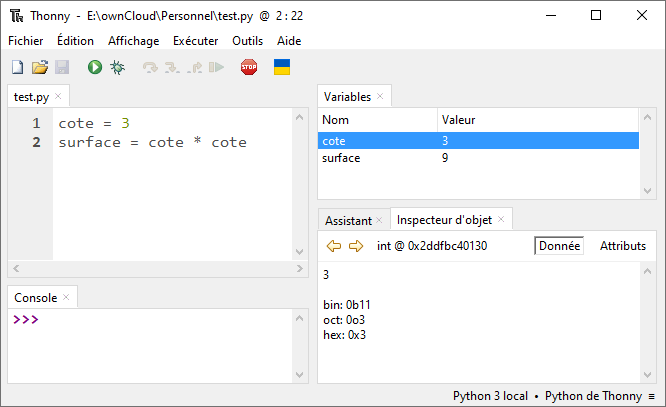 Thonny - E:\ownCloud\Personnel\test.py @ 2 : 22
Fichier Édition Affichage Exécuter Outils Aide
STOP
test.py
1 cote = 3
2 surface = cote * cote
Variables
Nom Valeur
cote 3
surface 9
Assistant Inspecteur d'objet
int @ 0x2ddfbc40130 Donnée Attributs
3
bin: 0b11
oct: 0o3
hex: 0x3
Console
>>>
Python 3 local • Python de Thonny ≡